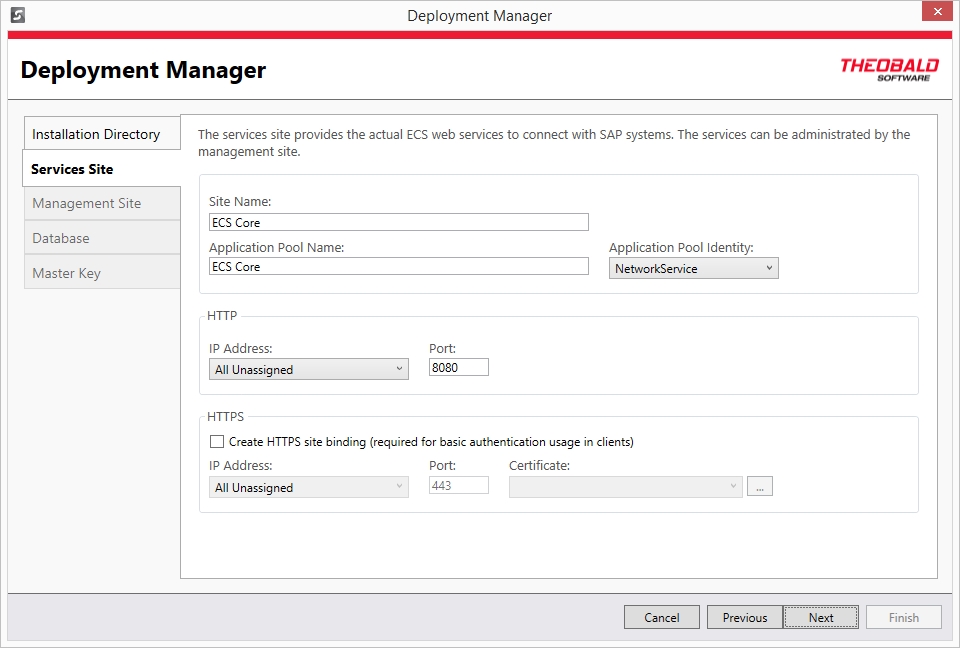 Deployment Manager
Deployment Manager
THEOBALD
SOFTWARE
Installation Directory
Services Site
Management Site
Database
Master Key
The services site provides the actual ECS web services to connect with SAP systems. The services can be administrated by the
management site.
Site Name:
ECS Core
Application Pool Name:
Application Pool Identity:
ECS Core
NetworkService
HTTP
IP Address:
Port:
All Unassigned
8080
HTTPS
Create HTTPS site binding (required for basic authentication usage in clients)
IP Address:
Port:
Certificate:
All Unassigned
443
...
Cancel
Previous
Next
Finish